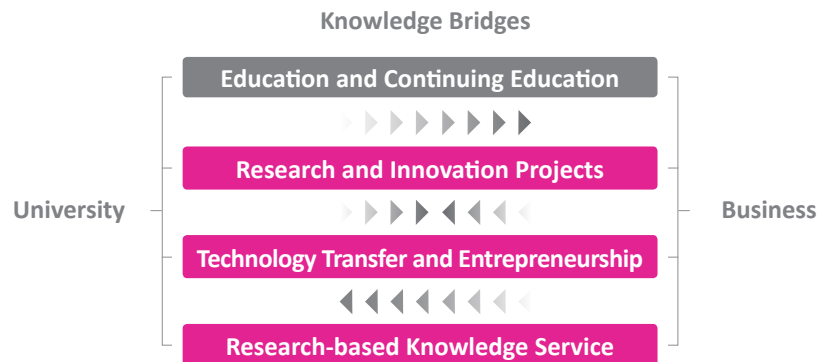 Knowledge Bridges
Education and Continuing Education
Research and Innovation Projects
University
Business
Technology Transfer and Entrepreneurship
Research-based Knowledge Service